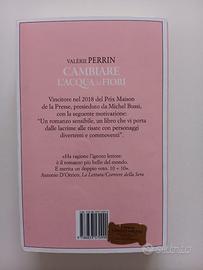 VALÉRIE PERRIN
CAMBIARE
L'ACQUA AI FIORI
Vincitore nel 2018 del Prix Maison
de la Presse, presieduto da Michel Bussi,
con la seguente motivazione:
"Un romanzo sensibile, un libro che vi porta
dalle lacrime alle risate con personaggi
divertenti e commoventi".
«Ha ragione l'ignoto lettore:
è il romanzo più bello del mondo.
E merita un doppio voto. 10 + 10».
Antonio D'Orrico, La Lettura/Corriere della Sera
subito.it